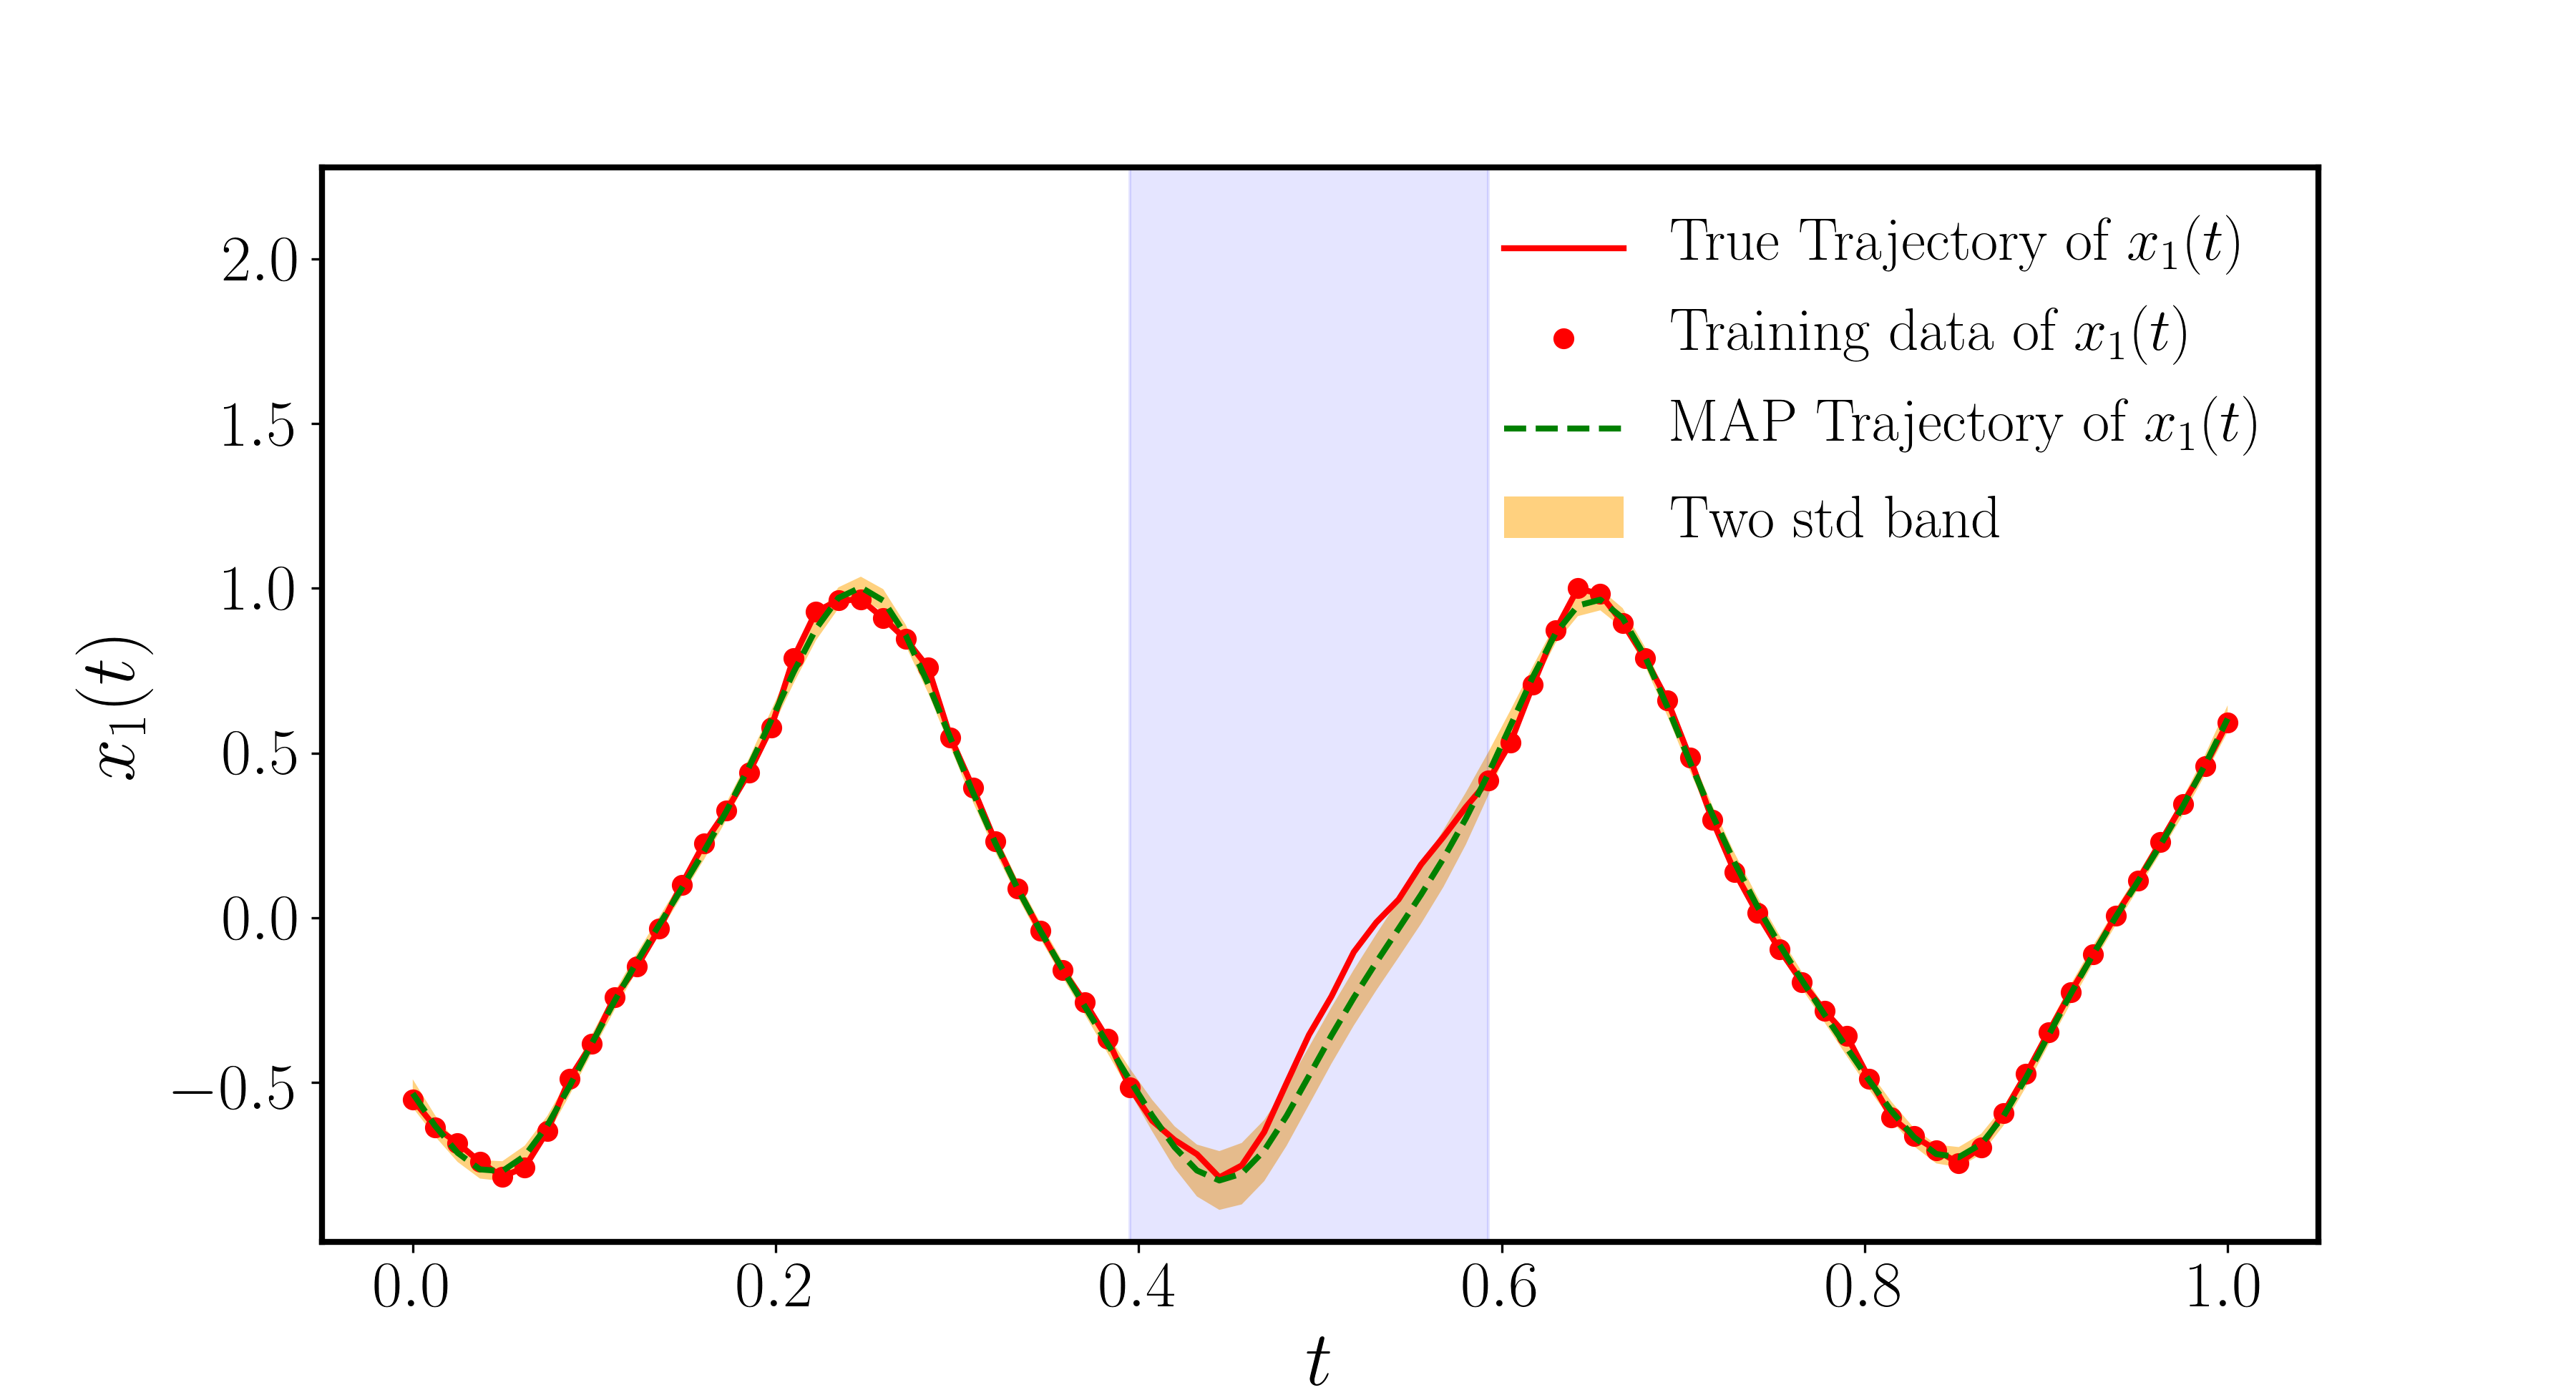 True Trajectory of x₁(t)
Training data of x₁(t)
MAP Trajectory of x₁(t)
Two std band
x₁(t)
2.0
1.5
1.0
0.5
0.0
−0.5
0.0 0.2 0.4 0.6 0.8 1.0
t